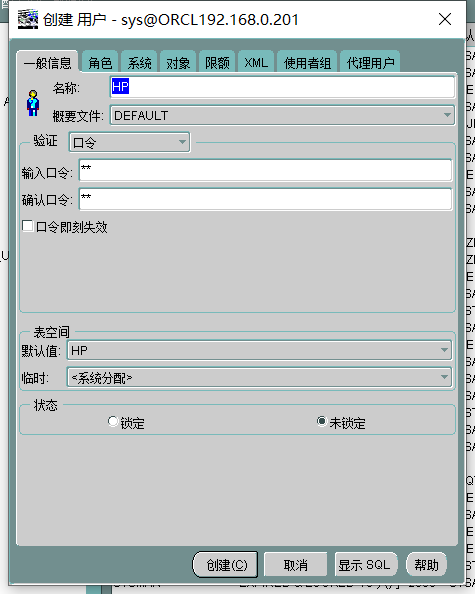 创建 用户 - sys@ORCL192.168.0.201
一般信息 角色 系统 对象 限额 XML 使用者组 代理用户
名称: HP
概要文件: DEFAULT
验证 口令
输入口令: **
确认口令: **
口令即刻失效
表空间
默认值: HP
临时: <系统分配>
状态
锁定 未锁定
创建(C) 取消 显示 SQL 帮助